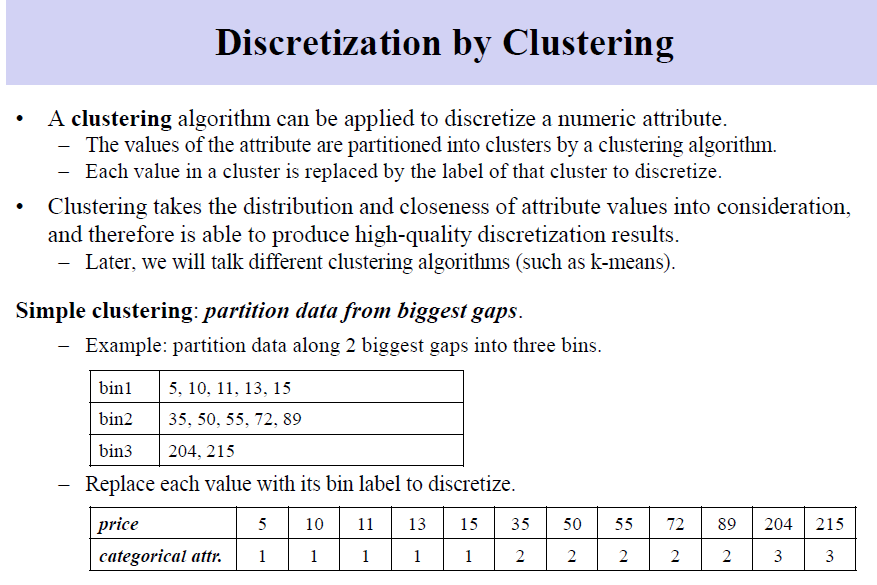 Discretization by Clustering
• A clustering algorithm can be applied to discretize a numeric attribute.
– The values of the attribute are partitioned into clusters by a clustering algorithm.
– Each value in a cluster is replaced by the label of that cluster to discretize.
• Clustering takes the distribution and closeness of attribute values into consideration,
and therefore is able to produce high-quality discretization results.
– Later, we will talk different clustering algorithms (such as k-means).
Simple clustering: partition data from biggest gaps.
– Example: partition data along 2 biggest gaps into three bins.
bin1 5, 10, 11, 13, 15
bin2 35, 50, 55, 72, 89
bin3 204, 215
– Replace each value with its bin label to discretize.
price 5 10 11 13 15 35 50 55 72 89 204 215
categorical attr. 1 1 1 1 1 2 2 2 2 2 3 3